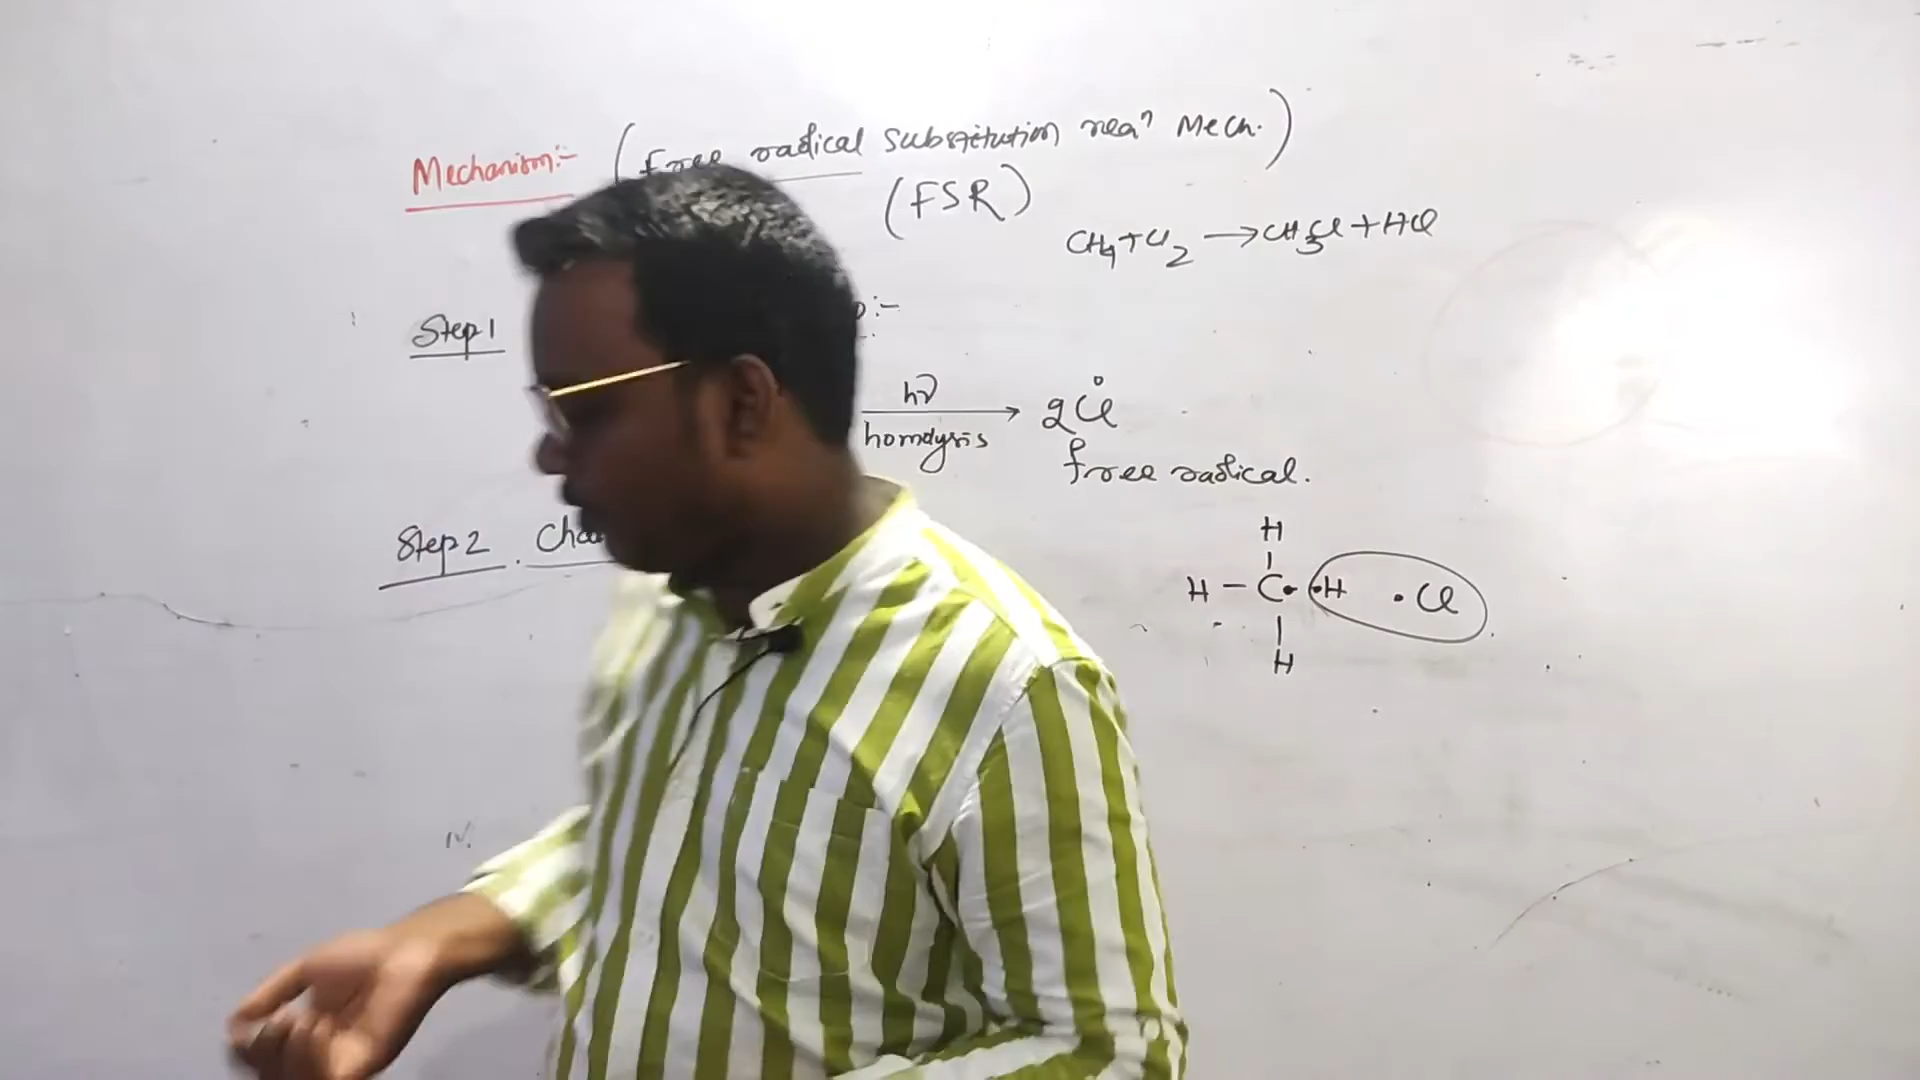 Mechanism:- (Free radical substitution reaⁿ Mech.)
(FSR)
CH4+Cl2 → CH3Cl+HCl
Step 1
hν
homolysis → 2Cl°
free radical.
Step 2
H
H – C• •H •Cl
H